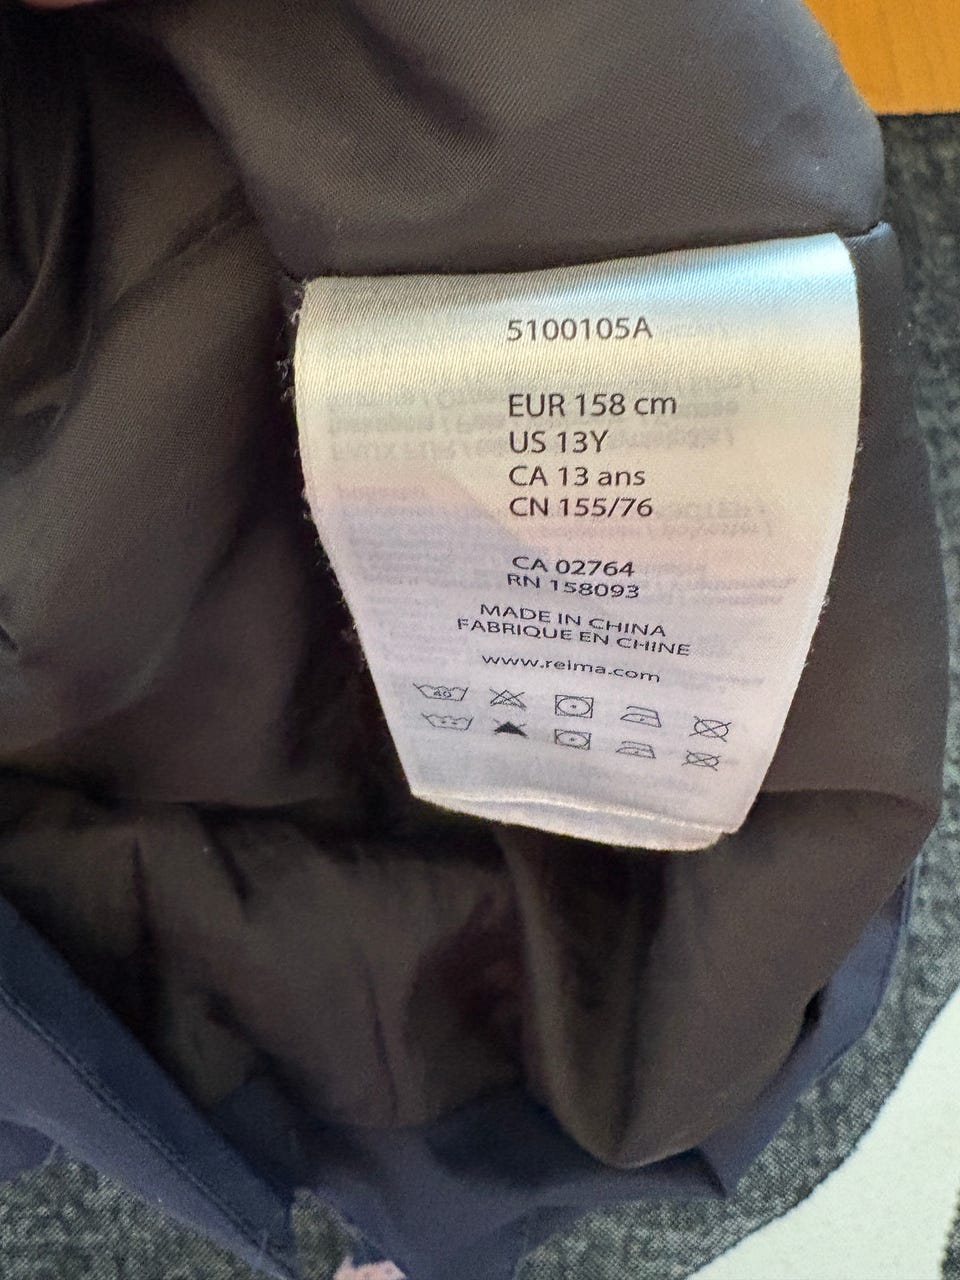 5100105A
EUR 158 cm
US 13Y
CA 13 ans
CN 155/76
CA 02764
RN 158093
MADE IN CHINA
FABRIQUE EN CHINE
www.reima.com
40